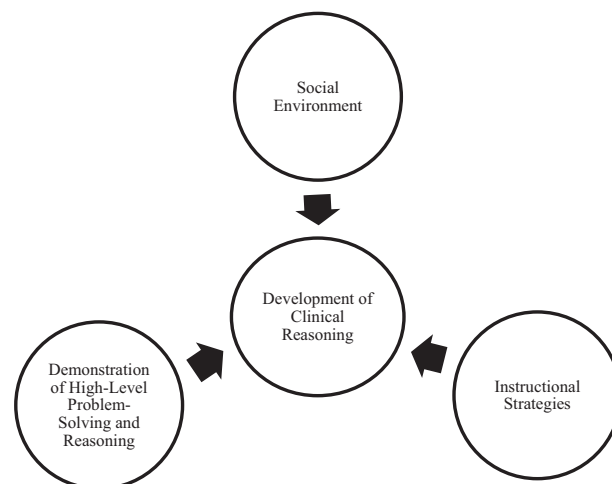 Social
Environment
Development of
Clinical
Reasoning
Demonstration
of High-Level
Problem-
Solving and
Reasoning
Instructional
Strategies